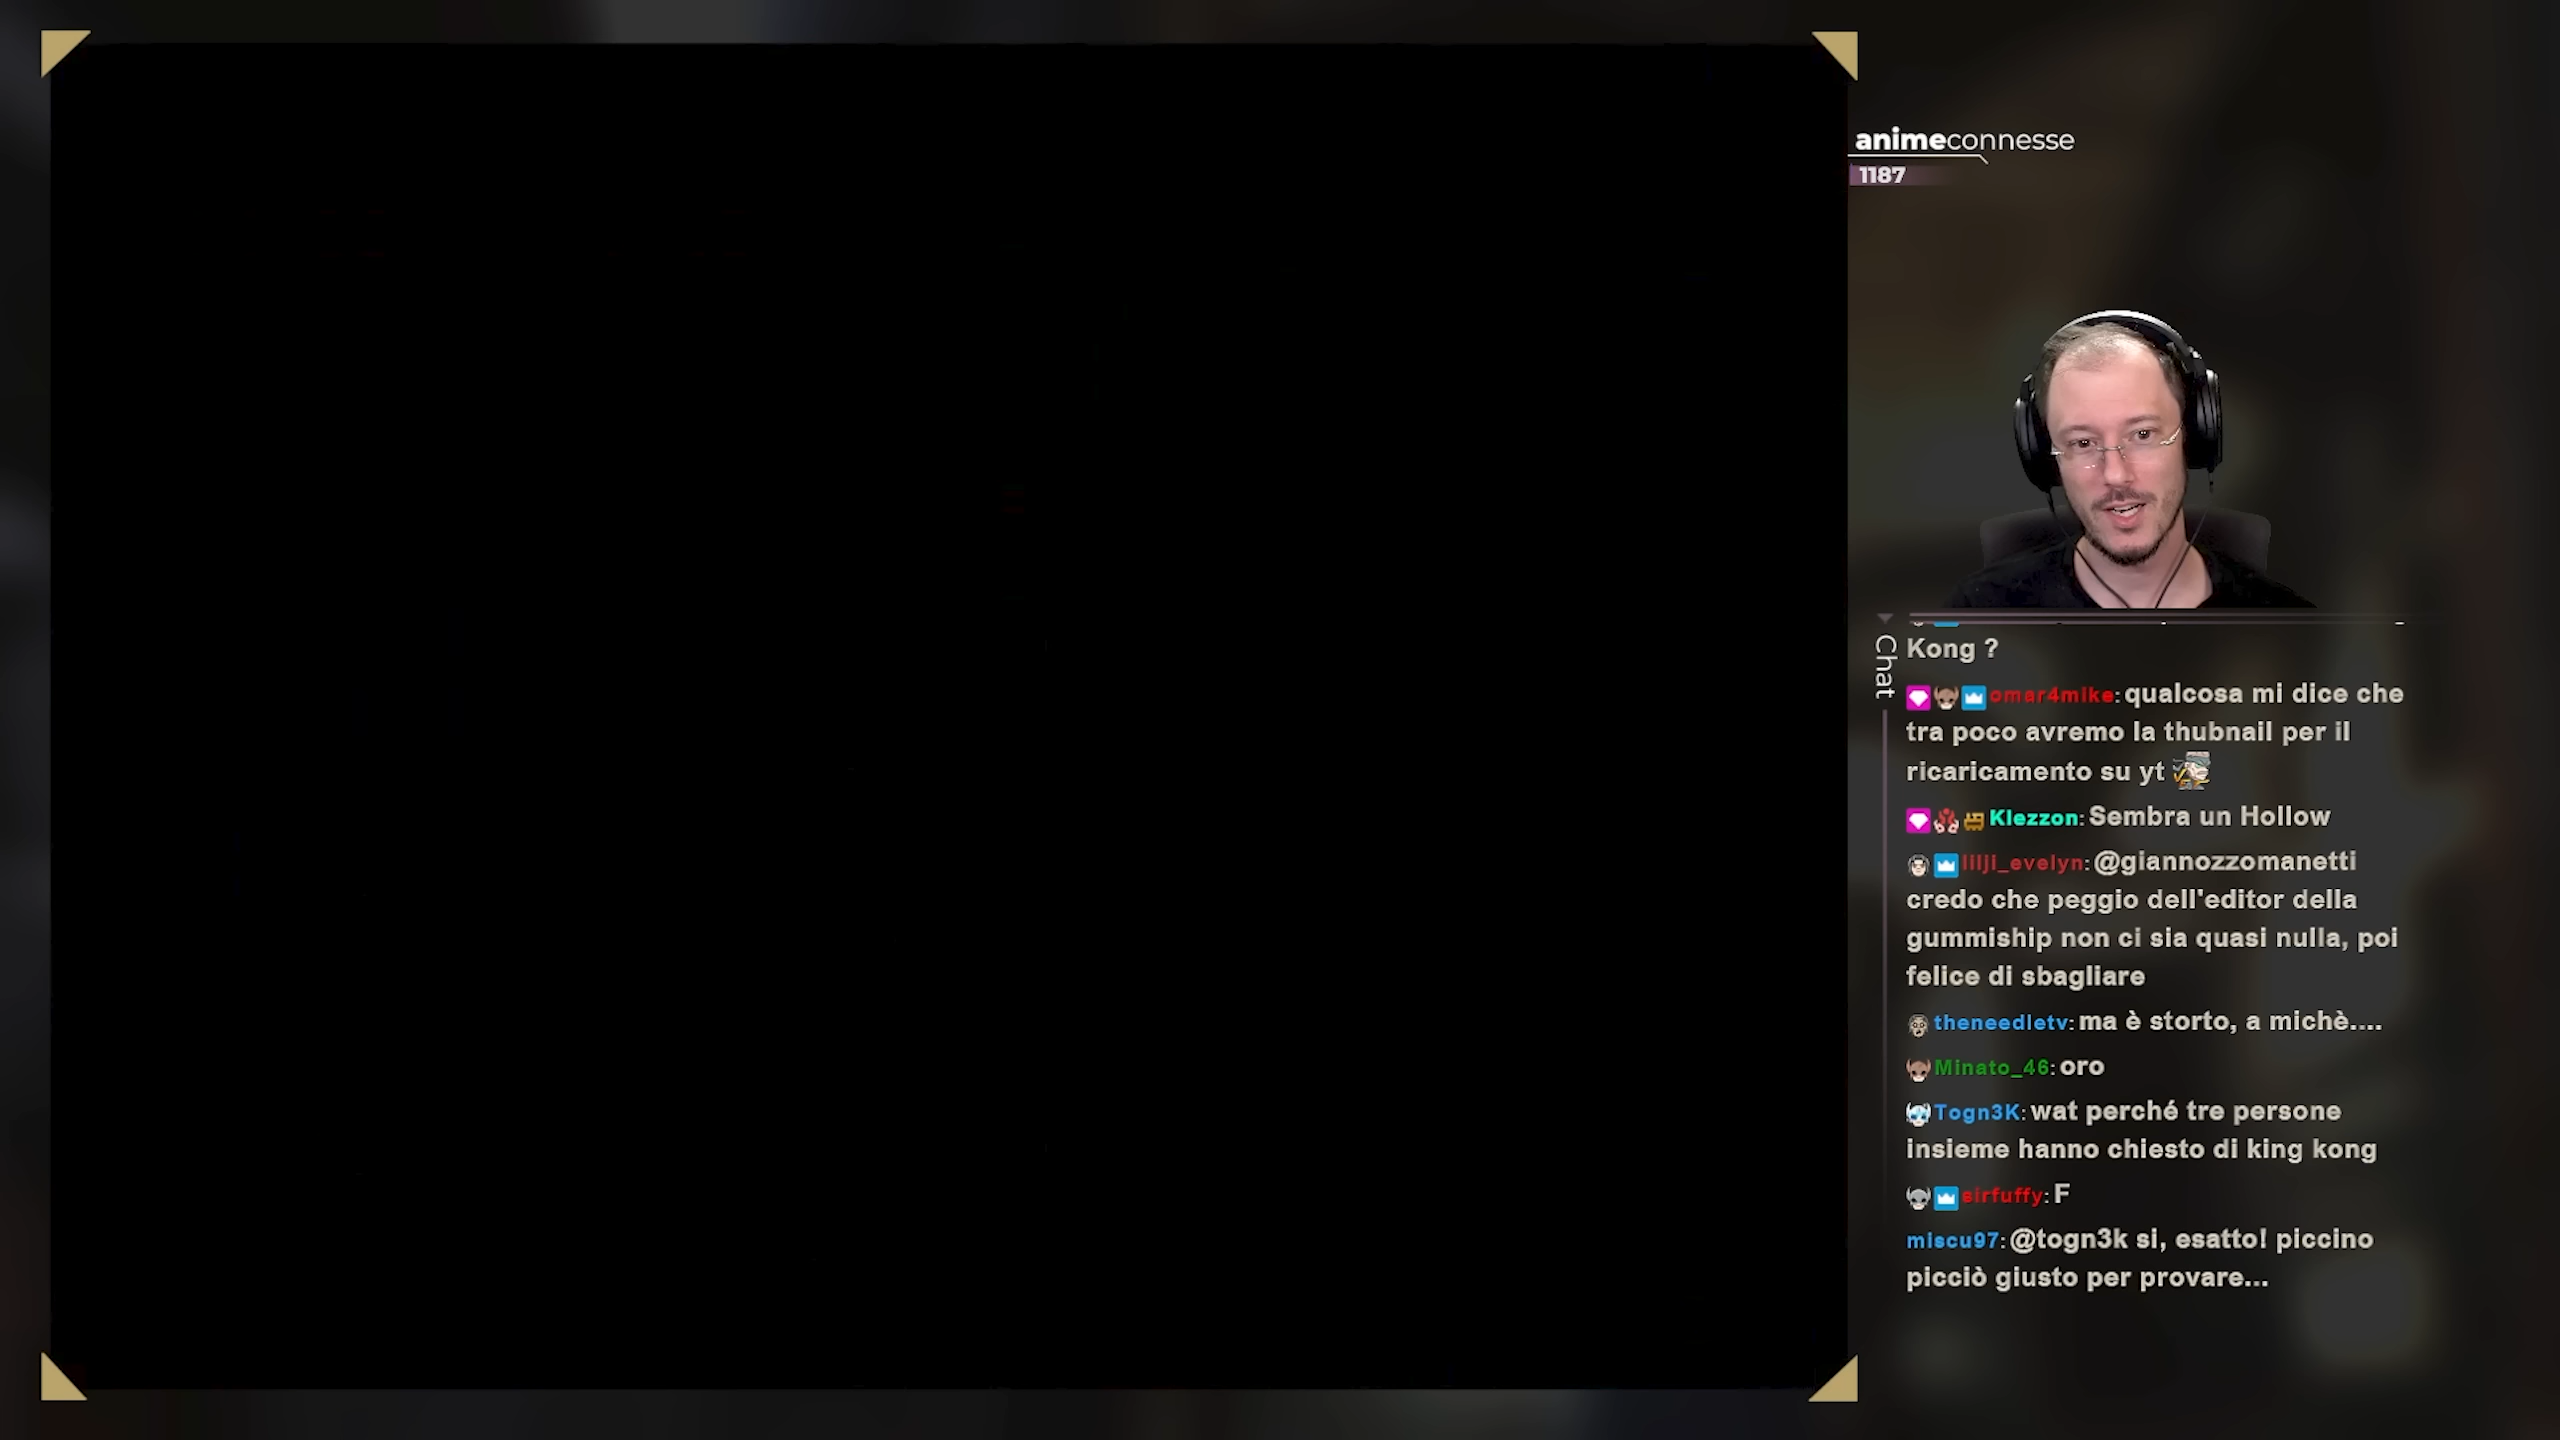 animeconnesse
1187
Chat
Kong ?
omar4mike: qualcosa mi dice che
tra poco avremo la thubnail per il
ricaricamento su yt
Klezzon: Sembra un Hollow
lilji_evelyn: @giannozzomanetti
credo che peggio dell'editor della
gummiship non ci sia quasi nulla, poi
felice di sbagliare
theneedletv: ma è storto, a michè....
Minato_46: oro
Togn3K: wat perché tre persone
insieme hanno chiesto di king kong
sirfuffy: F
miscu97: @togn3k si, esatto! piccino
picciò giusto per provare...